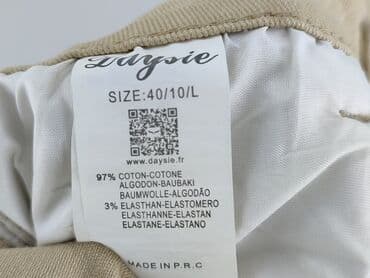 Daysie
SIZE:40/10/L
www.daysie.fr
97% COTON-COTONE
ALGODON-BAUBAKI
BAUMWOLLE-ALGODÃO
3% ELASTHAN-ELASTOMERO
ELASTHANNE-ELASTAN
ELASTANE-ELASTANO
MADE IN P.R.C